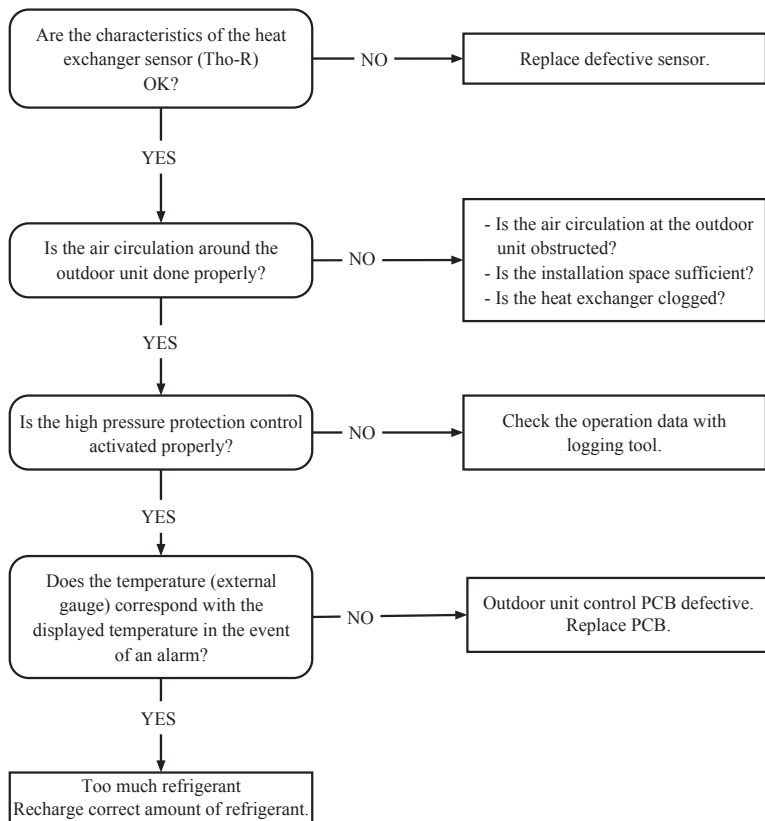 Are the characteristics of the heat
exchanger sensor (Tho-R)
OK?
NO
Replace defective sensor.
YES
Is the air circulation around the
outdoor unit done properly?
NO
- Is the air circulation at the outdoor
unit obstructed?
- Is the installation space sufficient?
- Is the heat exchanger clogged?
YES
Is the high pressure protection control
activated properly?
NO
Check the operation data with
logging tool.
YES
Does the temperature (external
gauge) correspond with the
displayed temperature in the event
of an alarm?
NO
Outdoor unit control PCB defective.
Replace PCB.
YES
Too much refrigerant
Recharge correct amount of refrigerant.